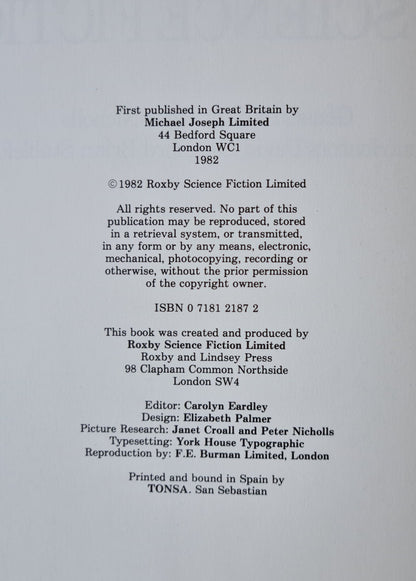 First published in Great Britain by
Michael Joseph Limited
44 Bedford Square
London WC1
1982
©1982 Roxby Science Fiction Limited
All rights reserved. No part of this
publication may be reproduced, stored
in a retrieval system, or transmitted,
in any form or by any means, electronic,
mechanical, photocopying, recording or
otherwise, without the prior permission
of the copyright owner.
ISBN 0 7181 2187 2
This book was created and produced by
Roxby Science Fiction Limited
Roxby and Lindsey Press
98 Clapham Common Northside
London SW4
Editor: Carolyn Eardley
Design: Elizabeth Palmer
Picture Research: Janet Croall and Peter Nicholls
Typesetting: York House Typographic
Reproduction by: F.E. Burman Limited, London
Printed and bound in Spain by
TONSA. San Sebastian